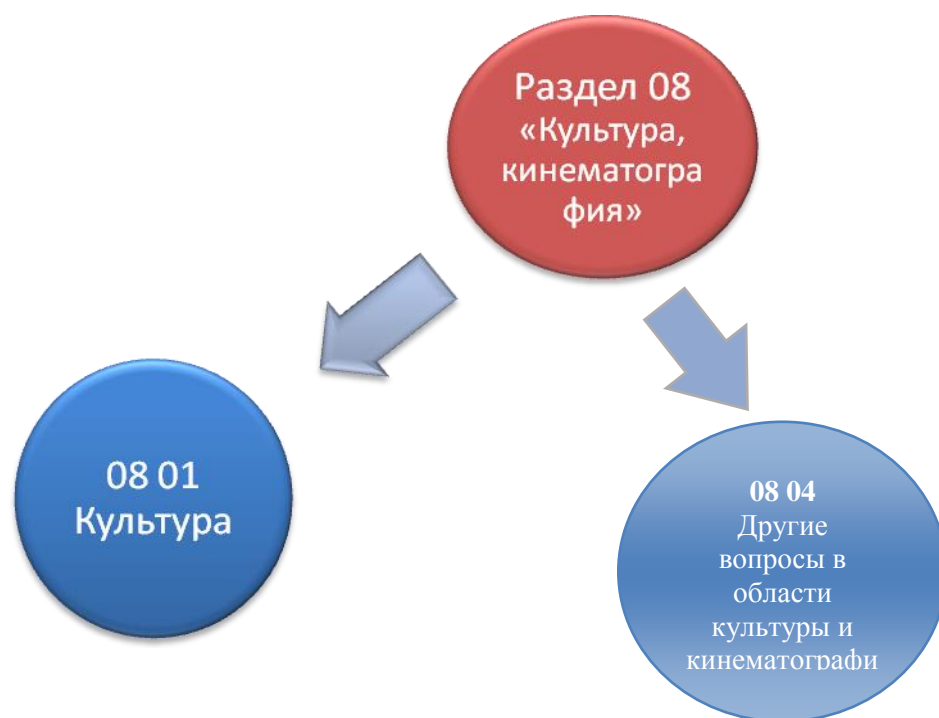 Раздел 08
«Культура,
кинематогра
фия»
08 01
Культура
08 04
Другие
вопросы в
области
культуры и
кинематографи